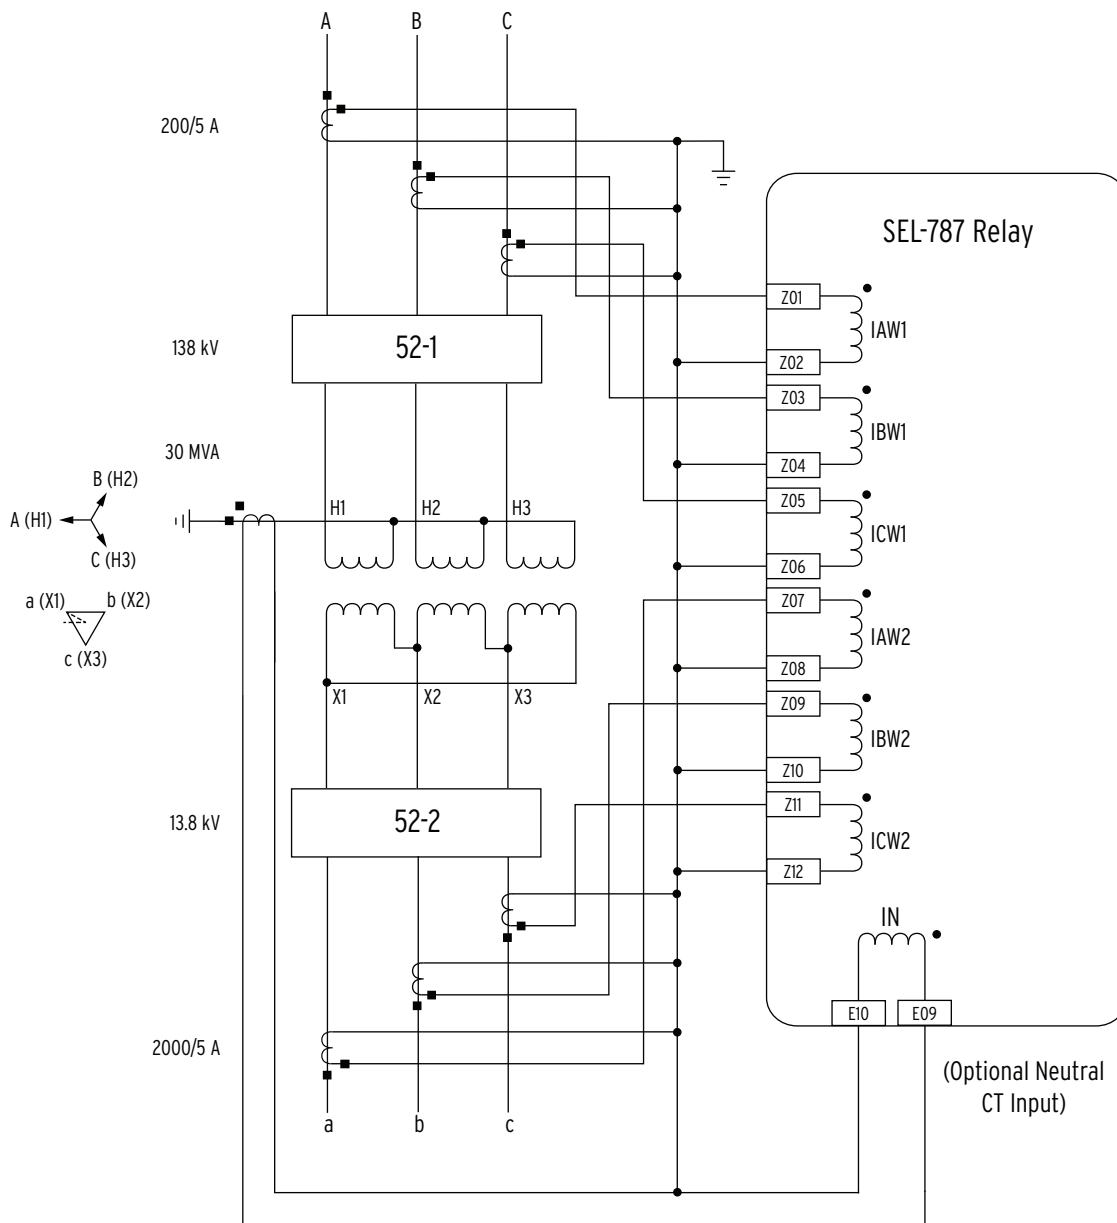 A B C
200/5 A
SEL-787 Relay
Z01
IAW1
138 kV
52-1
Z02
Z03
IBW1
30 MVA
Z04
B (H2)
A (H1)
C (H3)
H1 H2 H3
Z05
ICW1
Z06
a (X1) b (X2)
c (X3)
Z07
IAW2
Z08
X1 X2 X3
Z09
IBW2
Z10
13.8 kV
52-2
Z11
ICW2
Z12
IN
E10 E09
2000/5 A
(Optional Neutral
CT Input)
a b c